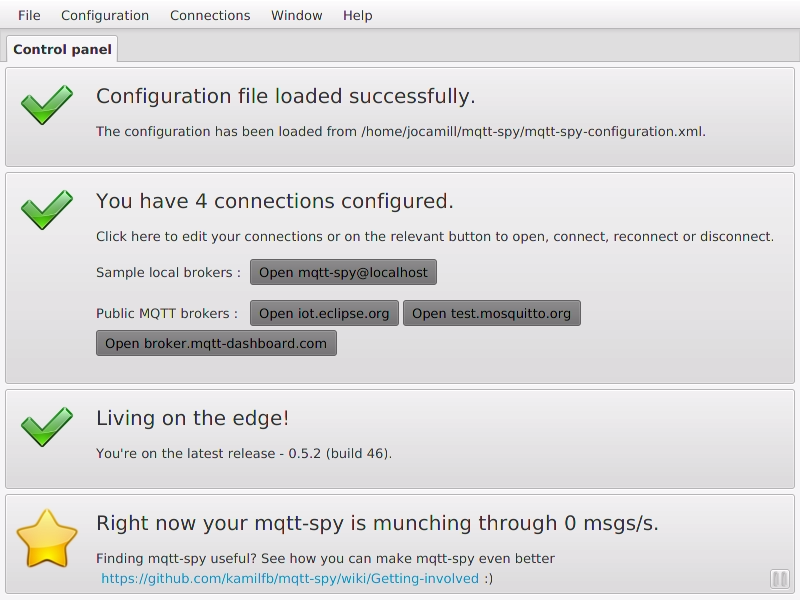 File Configuration Connections Window Help
Control panel
Configuration file loaded successfully.
The configuration has been loaded from /home/jocamill/mqtt-spy/mqtt-spy-configuration.xml.
You have 4 connections configured.
Click here to edit your connections or on the relevant button to open, connect, reconnect or disconnect.
Sample local brokers : Open mqtt-spy@localhost
Public MQTT brokers : Open iot.eclipse.org Open test.mosquitto.org
Open broker.mqtt-dashboard.com
Living on the edge!
You're on the latest release - 0.5.2 (build 46).
Right now your mqtt-spy is munching through 0 msgs/s.
Finding mqtt-spy useful? See how you can make mqtt-spy even better
https://github.com/kamilfb/mqtt-spy/wiki/Getting-involved :)